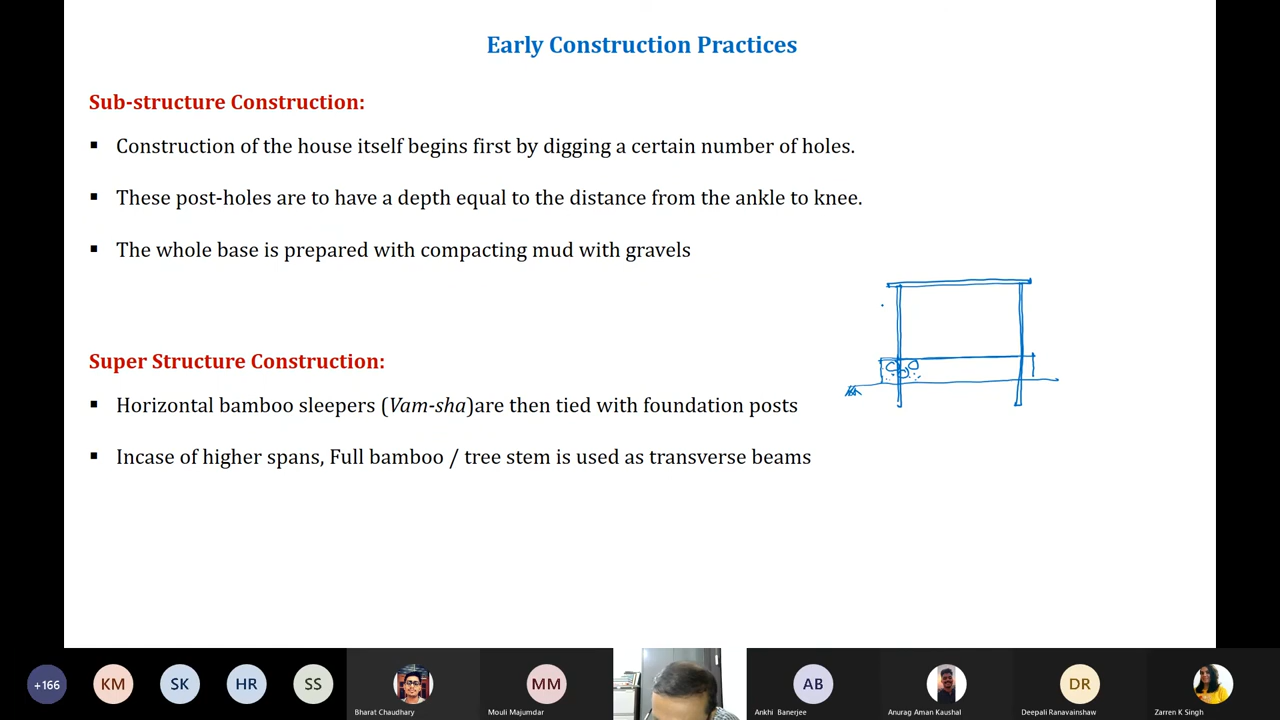 Early Construction Practices
Sub-structure Construction:
▪ Construction of the house itself begins first by digging a certain number of holes.
▪ These post-holes are to have a depth equal to the distance from the ankle to knee.
▪ The whole base is prepared with compacting mud with gravels
Super Structure Construction:
▪ Horizontal bamboo sleepers (Vam-sha)are then tied with foundation posts
▪ Incase of higher spans, Full bamboo / tree stem is used as transverse beams
+166 KM SK HR SS MM AB DR
Bharat Chaudhary Mouli Majumdar Ankhi Banerjee Anurag Aman Kaushal Deepali Ranavainshaw Zarren K Singh